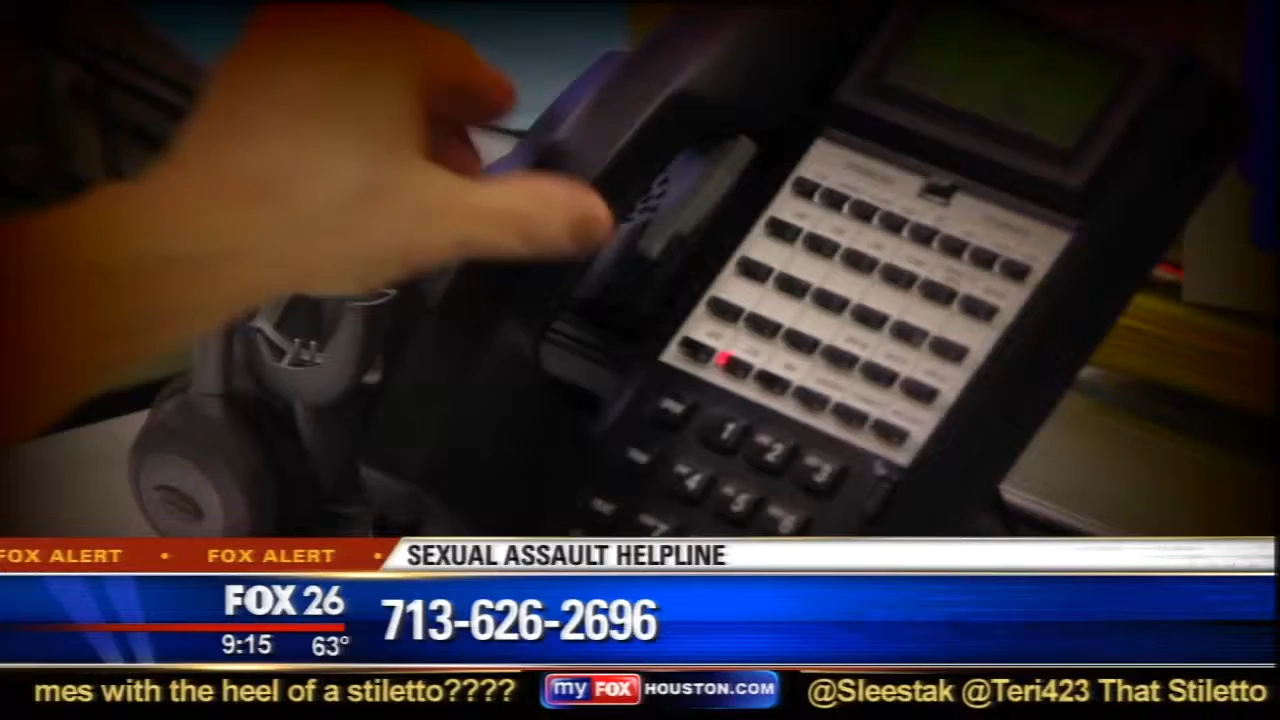 1
2
3
4
5
6
7
FOX ALERT • FOX ALERT •
SEXUAL ASSAULT HELPLINE
FOX 26
9:15 63°
713-626-2696
mes with the heel of a stiletto????
my FOX HOUSTON.COM
@Sleestak @Teri423 That Stiletto